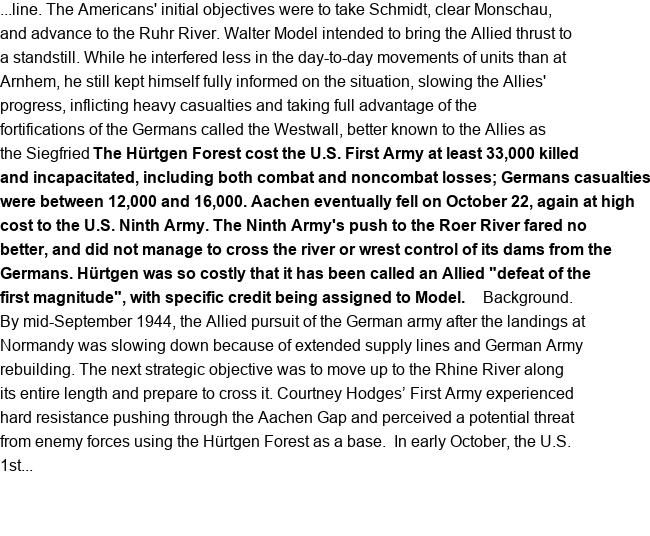 ...line. The Americans' initial objectives were to take Schmidt, clear Monschau,
and advance to the Ruhr River. Walter Model intended to bring the Allied thrust to
a standstill. While he interfered less in the day-to-day movements of units than at
Arnhem, he still kept himself fully informed on the situation, slowing the Allies'
progress, inflicting heavy casualties and taking full advantage of the
fortifications of the Germans called the Westwall, better known to the Allies as
the Siegfried The Hürtgen Forest cost the U.S. First Army at least 33,000 killed
and incapacitated, including both combat and noncombat losses; Germans casualties
were between 12,000 and 16,000. Aachen eventually fell on October 22, again at high
cost to the U.S. Ninth Army. The Ninth Army's push to the Roer River fared no
better, and did not manage to cross the river or wrest control of its dams from the
Germans. Hürtgen was so costly that it has been called an Allied "defeat of the
first magnitude", with specific credit being assigned to Model. Background.
By mid-September 1944, the Allied pursuit of the German army after the landings at
Normandy was slowing down because of extended supply lines and German Army
rebuilding. The next strategic objective was to move up to the Rhine River along
its entire length and prepare to cross it. Courtney Hodges’ First Army experienced
hard resistance pushing through the Aachen Gap and perceived a potential threat
from enemy forces using the Hürtgen Forest as a base. In early October, the U.S.
1st...